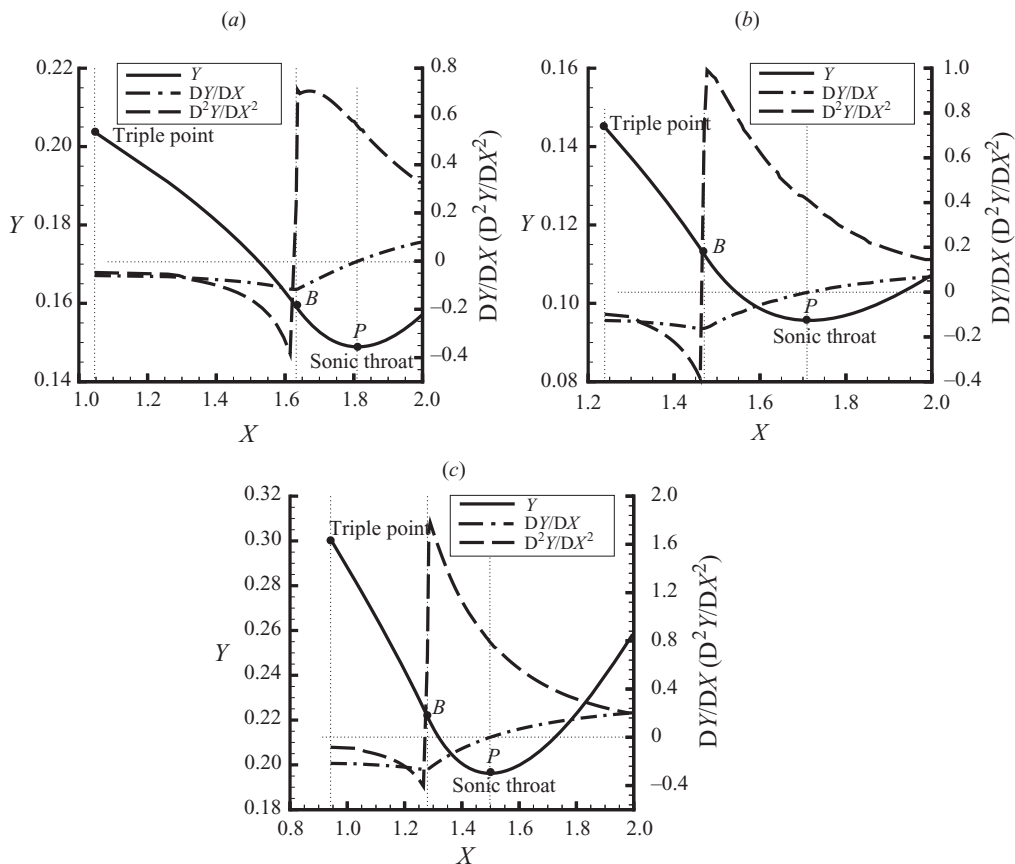 (a)
0.22
0.20
0.18
0.16
0.14
Y
1.0
1.2
1.4
1.6
1.8
2.0
X
0.8
0.6
0.4
0.2
0
–0.2
–0.4
DY/DX (D²Y/DX²)
Y
DY/DX
D²Y/DX²
Triple point
B
P
Sonic throat
(b)
0.16
0.14
0.12
0.10
0.08
Y
1.2
1.4
1.6
1.8
2.0
X
1.0
0.8
0.6
0.4
0.2
0
–0.2
–0.4
DY/DX (D²Y/DX²)
Y
DY/DX
D²Y/DX²
Triple point
B
P
Sonic throat
(c)
0.32
0.30
0.28
0.26
0.24
0.22
0.20
0.18
Y
0.8
1.0
1.2
1.4
1.6
1.8
2.0
X
2.0
1.6
1.2
0.8
0.4
0
–0.4
DY/DX (D²Y/DX²)
Y
DY/DX
D²Y/DX²
Triple point
B
P
Sonic throat